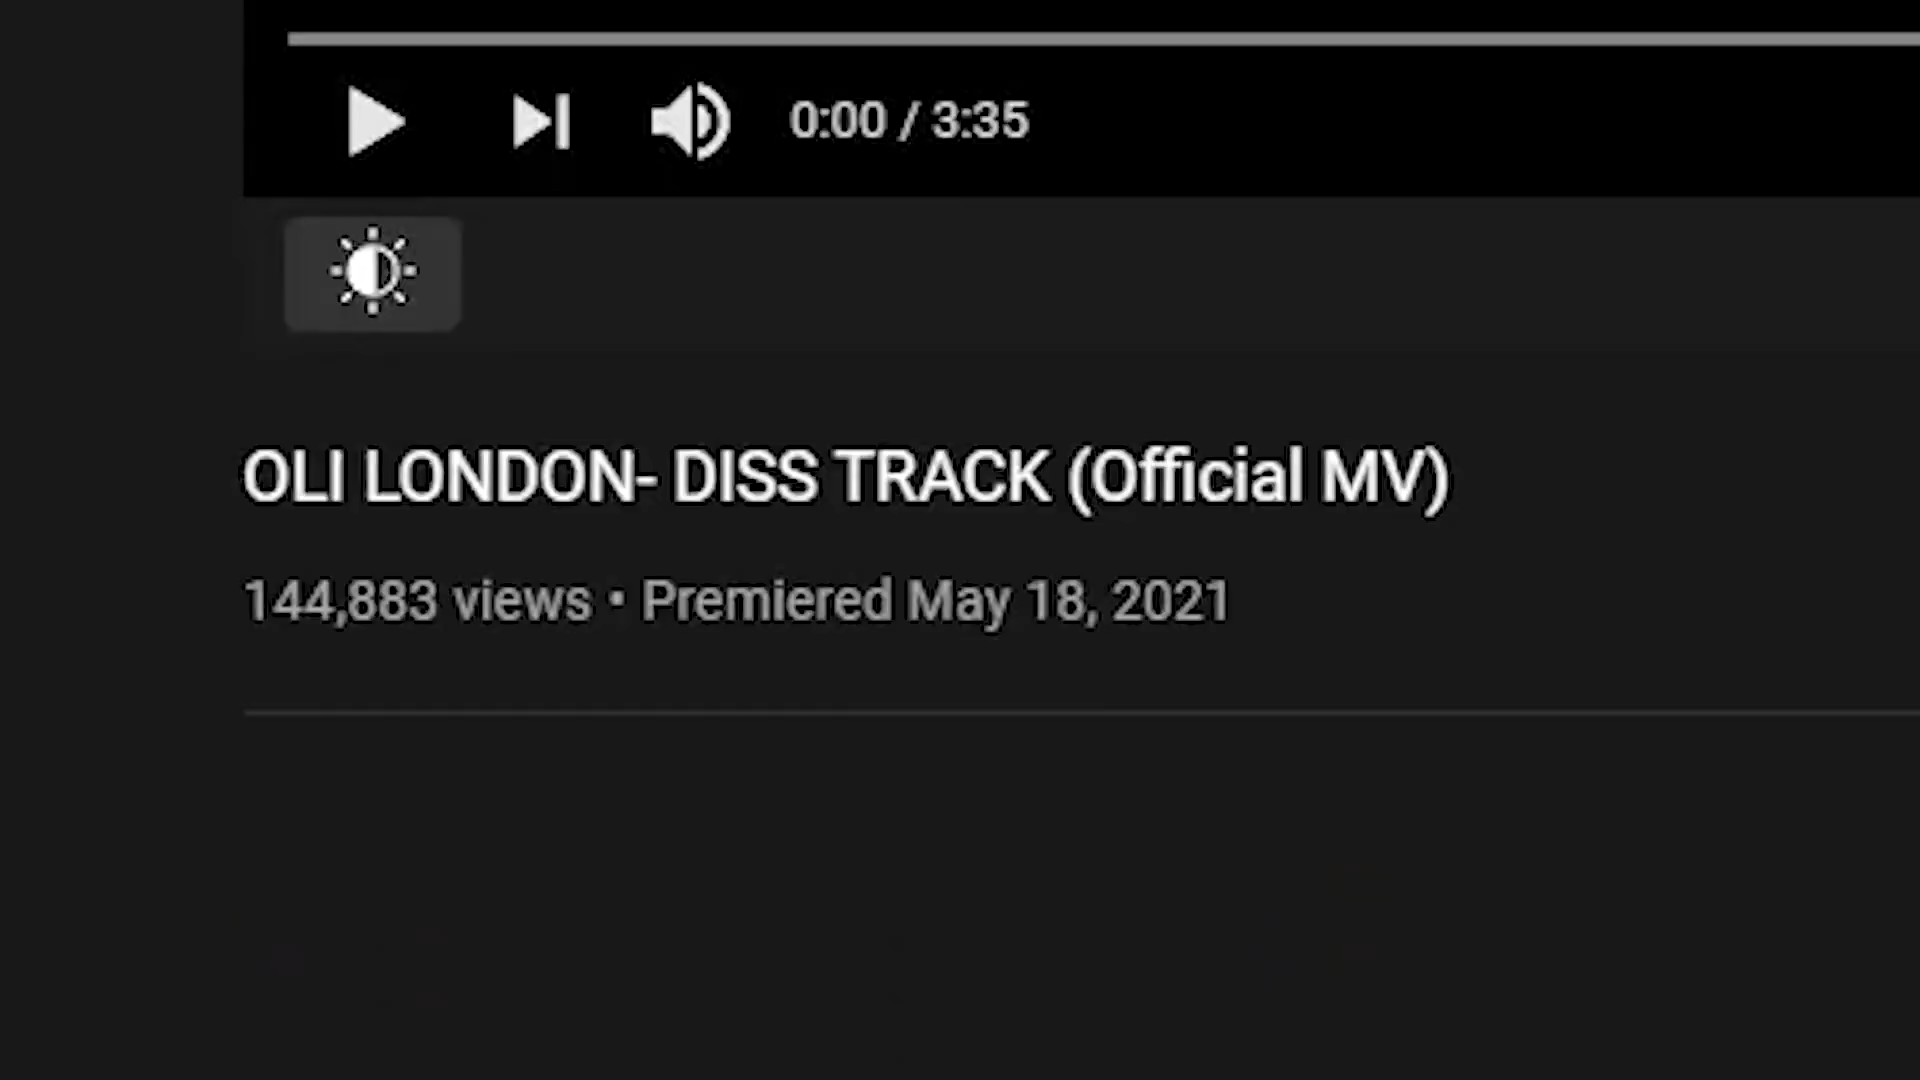 0:00 / 3:35
OLI LONDON- DISS TRACK (Official MV)
144,883 views • Premiered May 18, 2021